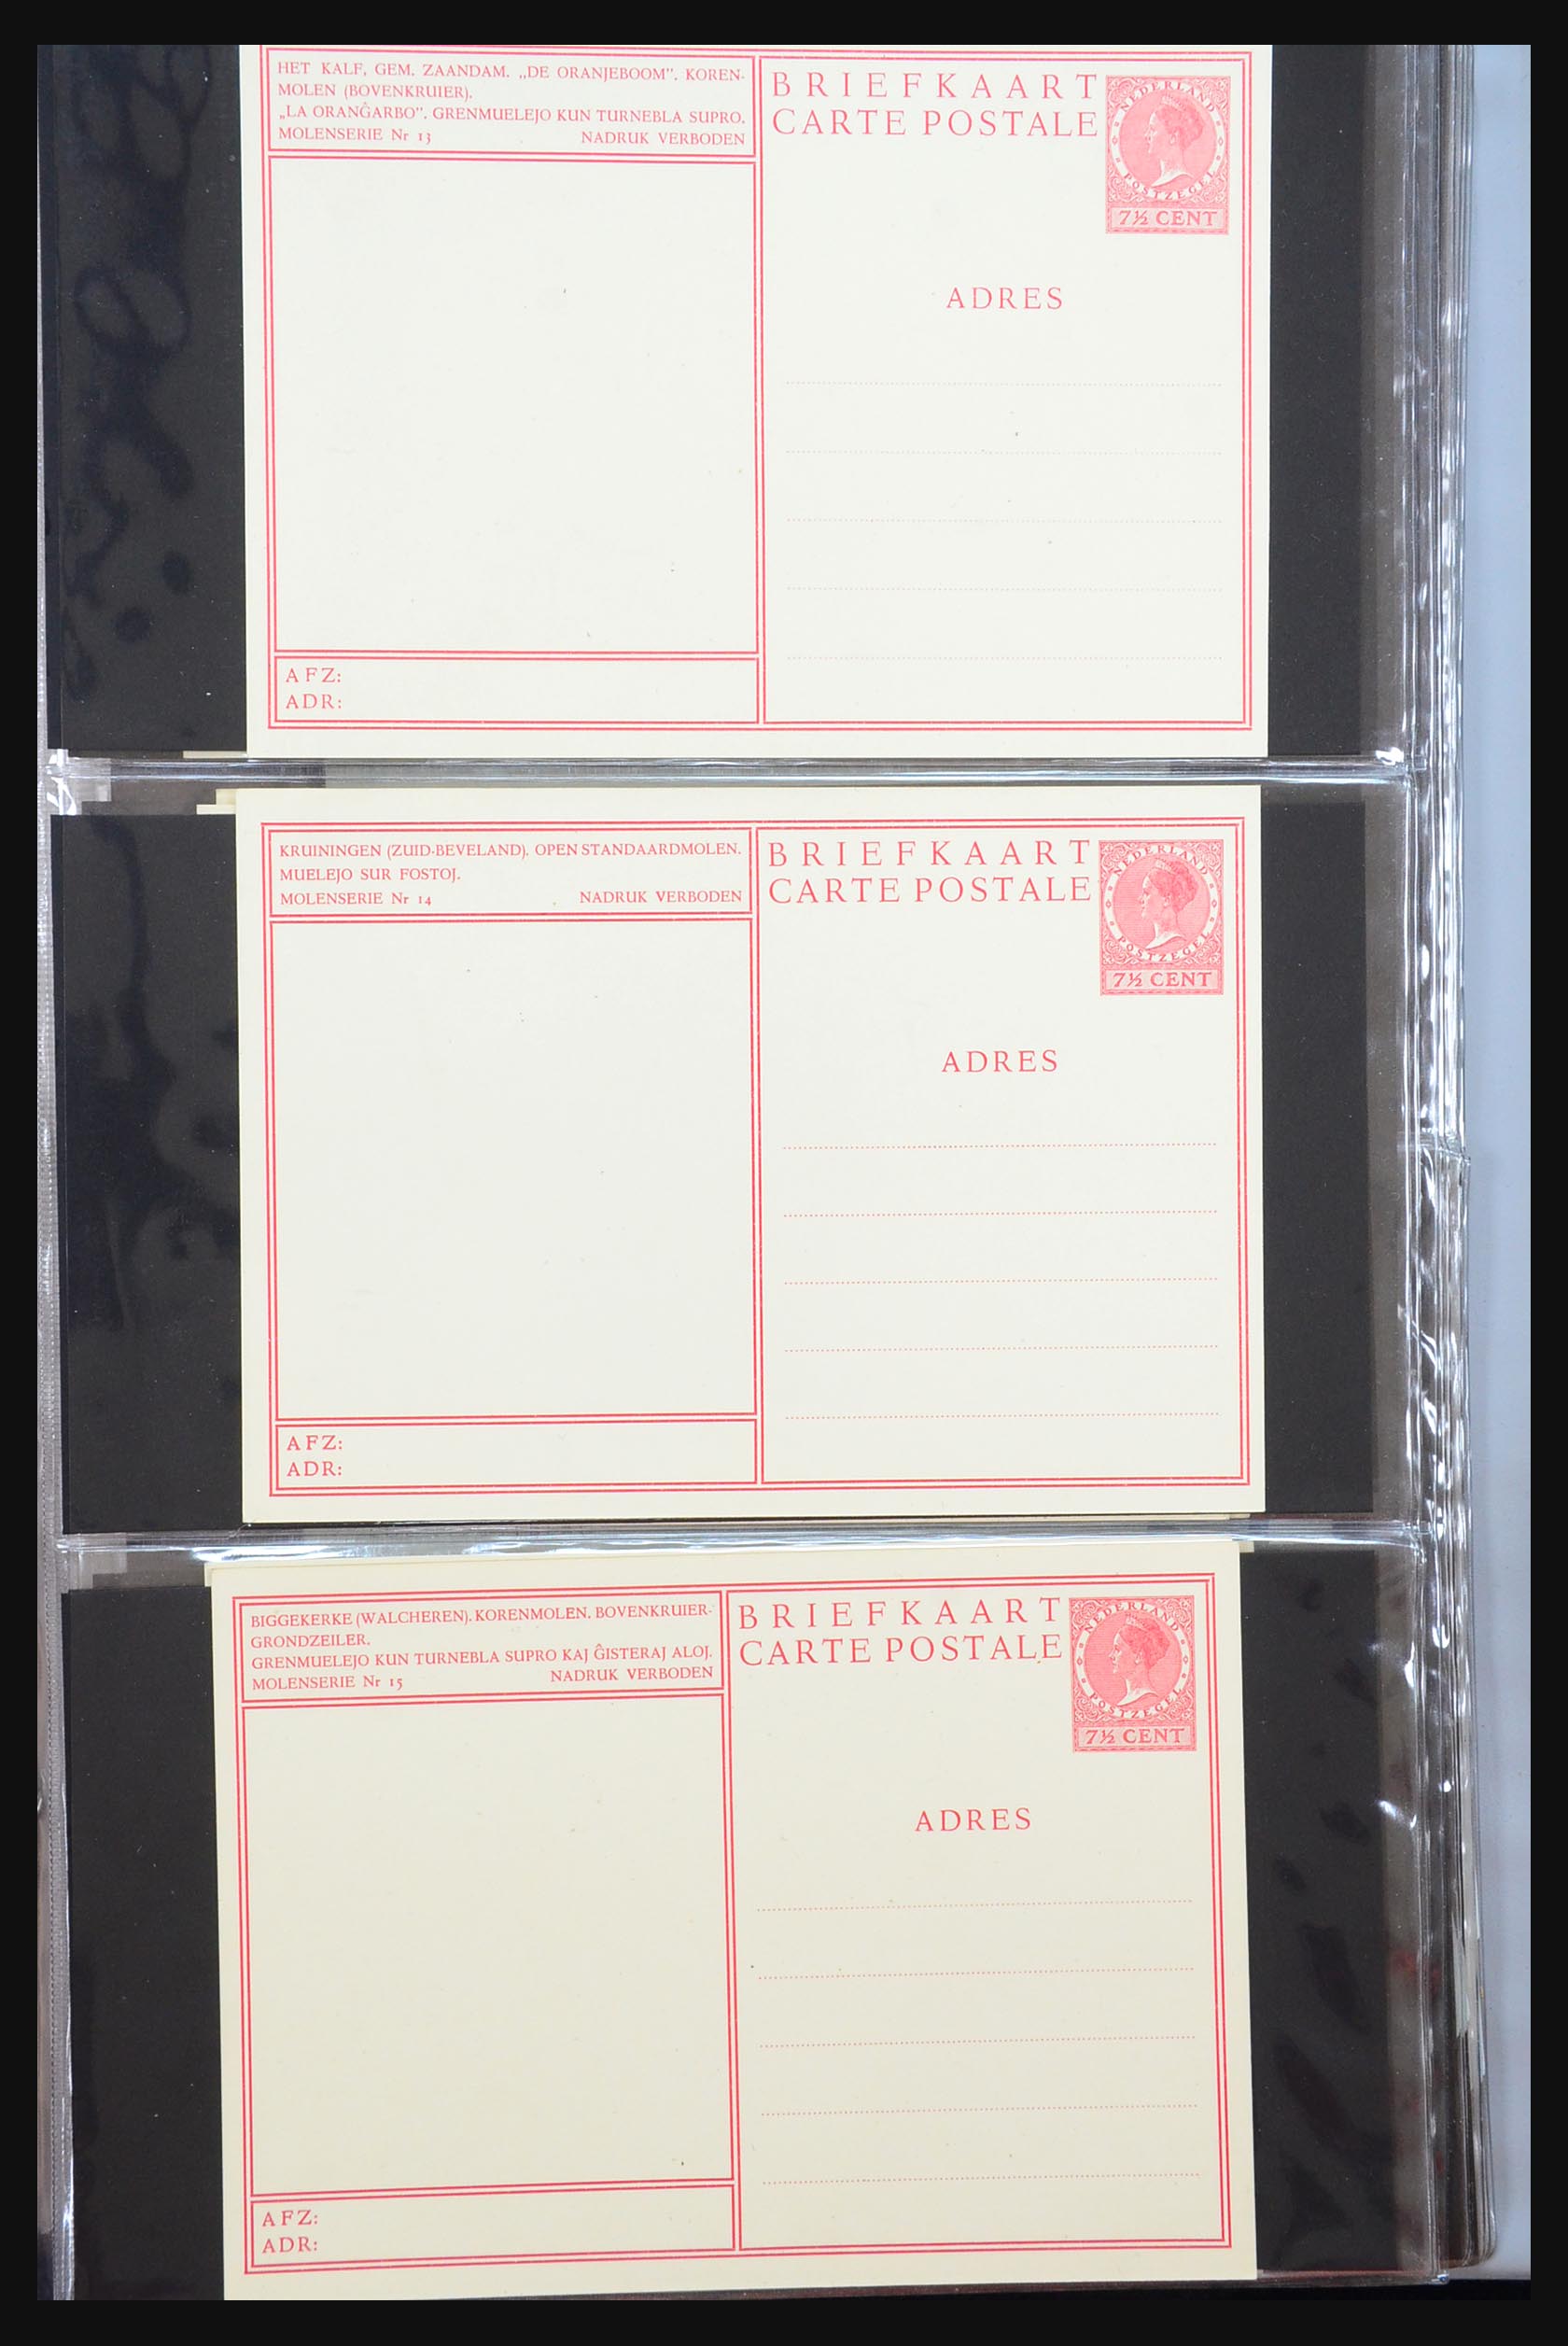 HET KALF, GEM. ZAANDAM. „DE ORANJEBOOM”. KOREN-
MOLEN (BOVENKRUIER).
„LA ORANĜARBO”. GRENMUELEJO KUN TURNEBLA SUPRO.
MOLENSERIE Nr 13 NADRUK VERBODEN
BRIEFKAART
CARTE POSTALE
NEDERLAND
POSTZEGEL
7½ CENT
ADRES
AFZ:
ADR:
KRUININGEN (ZUID-BEVELAND). OPEN STANDAARDMOLEN.
MUELEJO SUR FOSTOJ.
MOLENSERIE Nr 14 NADRUK VERBODEN
BRIEFKAART
CARTE POSTALE
NEDERLAND
POSTZEGEL
7½ CENT
ADRES
AFZ:
ADR:
BIGGEKERKE (WALCHEREN). KORENMOLEN. BOVENKRUIER-
GRONDZEILER.
GRENMUELEJO KUN TURNEBLA SUPRO KAJ ĜISTERAJ ALOJ.
MOLENSERIE Nr 15 NADRUK VERBODEN
BRIEFKAART
CARTE POSTALE
NEDERLAND
POSTZEGEL
7½ CENT
ADRES
AFZ:
ADR: